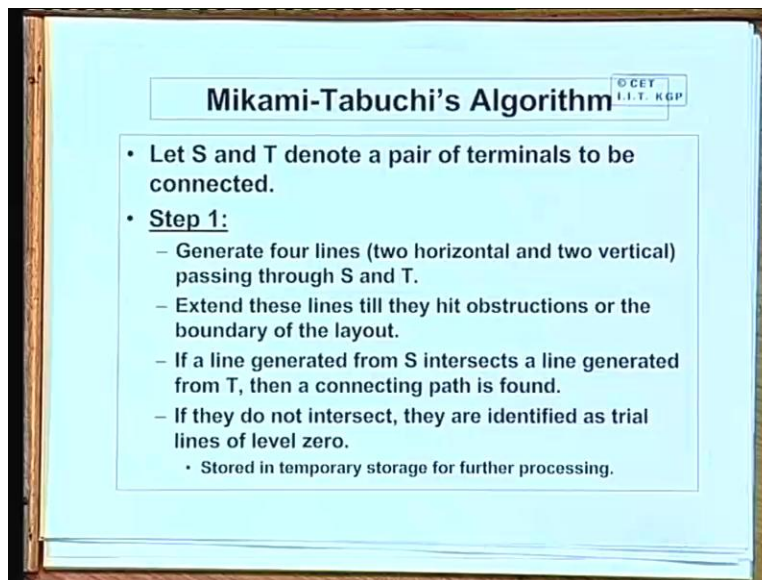 Mikami-Tabuchi's Algorithm
© CET
I.I.T. KGP
• Let S and T denote a pair of terminals to be
connected.
• Step 1:
– Generate four lines (two horizontal and two vertical)
passing through S and T.
– Extend these lines till they hit obstructions or the
boundary of the layout.
– If a line generated from S intersects a line generated
from T, then a connecting path is found.
– If they do not intersect, they are identified as trial
lines of level zero.
• Stored in temporary storage for further processing.